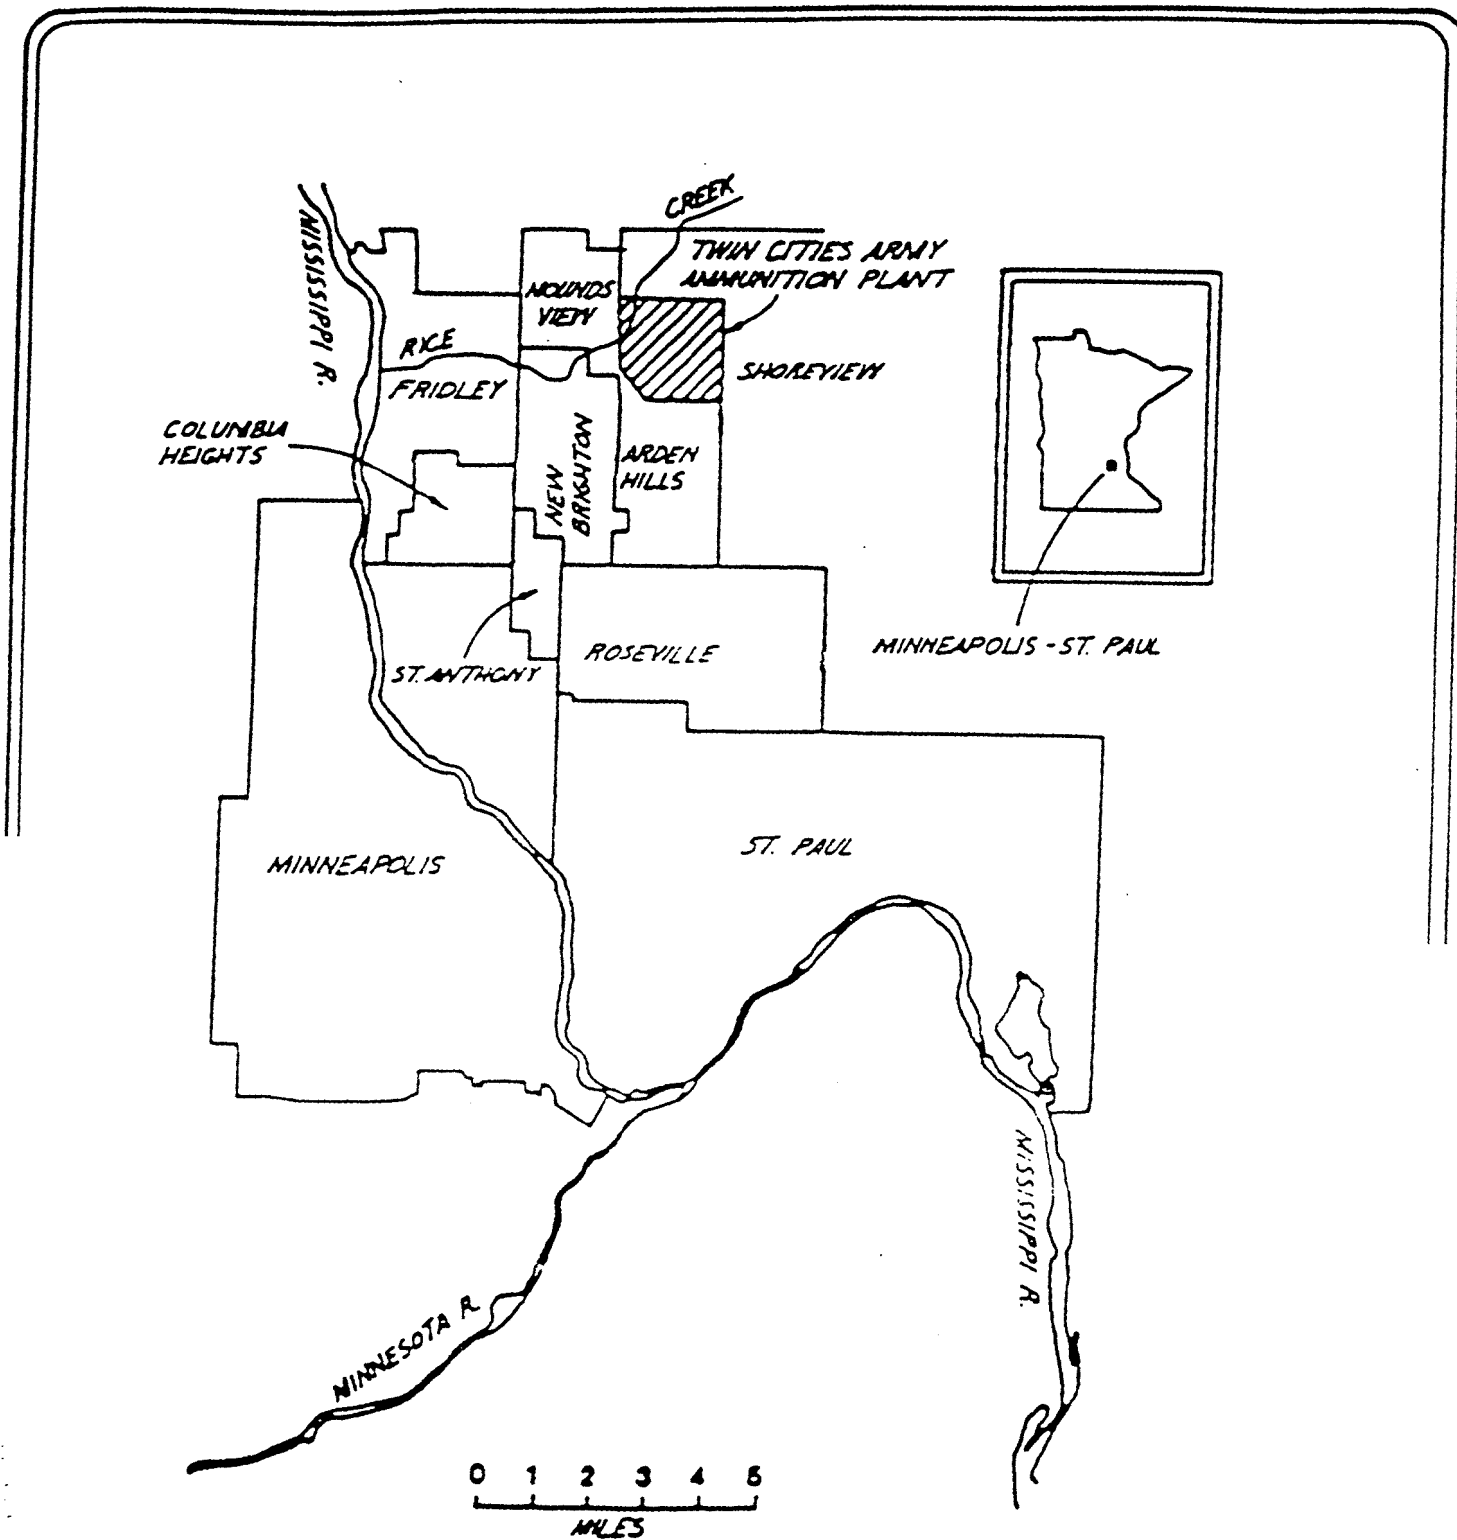 CREEK
MISSISSIPPI R.
TWIN CITIES ARMY
AMMUNITION PLANT
MOUNDS
VIEW
RICE
FRIDLEY
SHOREVIEW
COLUMBIA
HEIGHTS
NEW
BRIGHTON
ARDEN
HILLS
ST. ANTHONY
ROSEVILLE
MINNEAPOLIS - ST. PAUL
MINNEAPOLIS
ST. PAUL
MISSISSIPPI R.
MINNESOTA R.
0 1 2 3 4 5
MILES